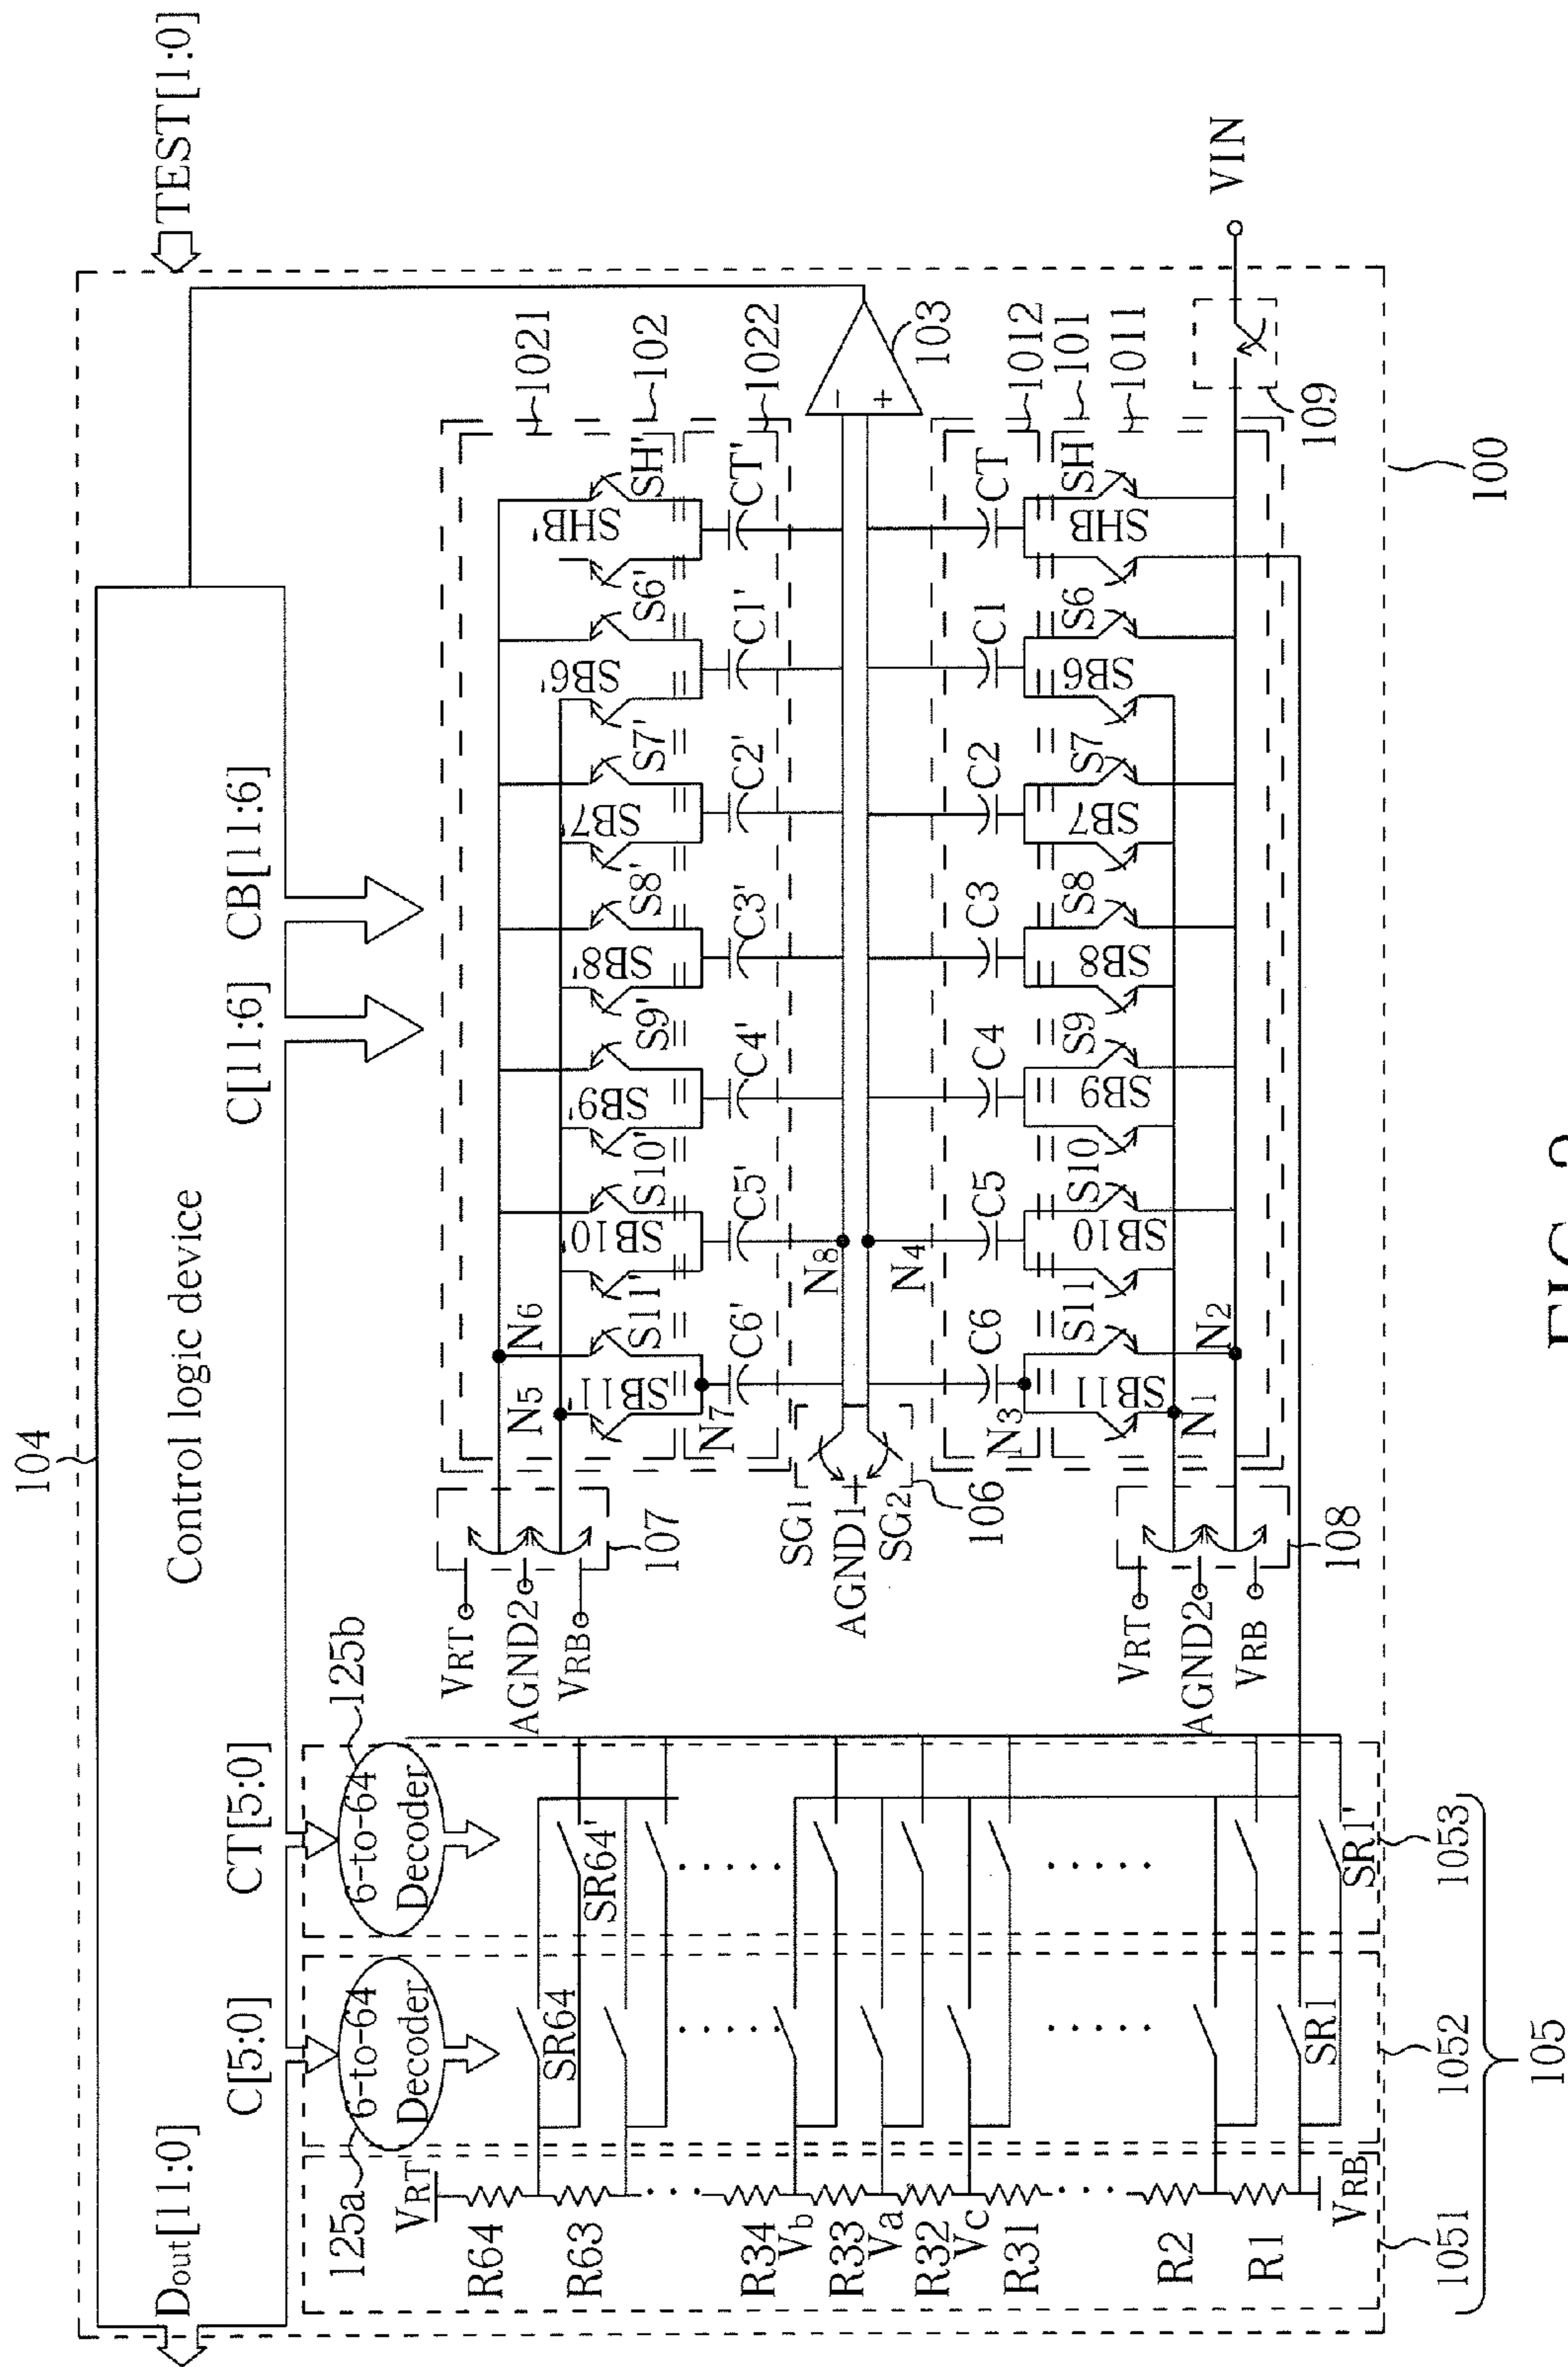 104
Control logic device
TEST[1:0]
Dout[11:0]
C[5:0]
CT[5:0]
C[11:6]
CB[11:6]
125a
6-to-64
Decoder
6-to-64
Decoder
125b
VRT
R64
R63
R34
Vb
R33
Va
R32
Vc
R31
R2
R1
VRB
SR64
SR64'
SR1
SR1'
1051
1052
1053
105
VRT
AGND2
VRB
107
N5
N6
SB11'
S11'
SB10'
S10'
SB9'
S9'
SB8'
S8'
SB7'
S7'
SB6'
S6'
SHB'
SH'
1021
102
1022
N7
C6'
C5'
C4'
C3'
C2'
C1'
CT'
SG1
AGND1
SG2
106
N8
N4
-
+
103
N3
C6
C5
C4
C3
C2
C1
CT
1012
101
1011
SB11
S11
SB10
S10
SB9
S9
SB8
S8
SB7
S7
SB6
S6
SHB
SH
N1
N2
VRT
AGND2
VRB
108
109
VIN
100